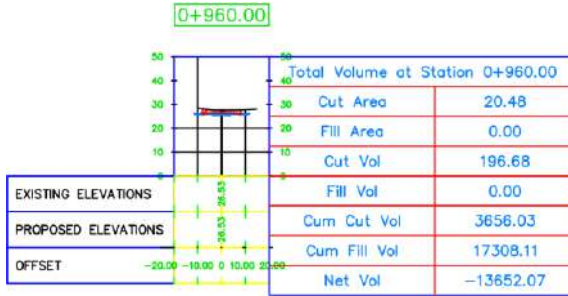 0+960.00
50 50
40 40
30 30
20 20
10 10
0 0
Total Volume at Station 0+960.00
Cut Area 20.48
Fill Area 0.00
Cut Vol 196.68
Fill Vol 0.00
Cum Cut Vol 3656.03
Cum Fill Vol 17308.11
Net Vol -13652.07
EXISTING ELEVATIONS 26.53
PROPOSED ELEVATIONS 26.53
OFFSET -20.00 -10.00 0 10.00 20.00